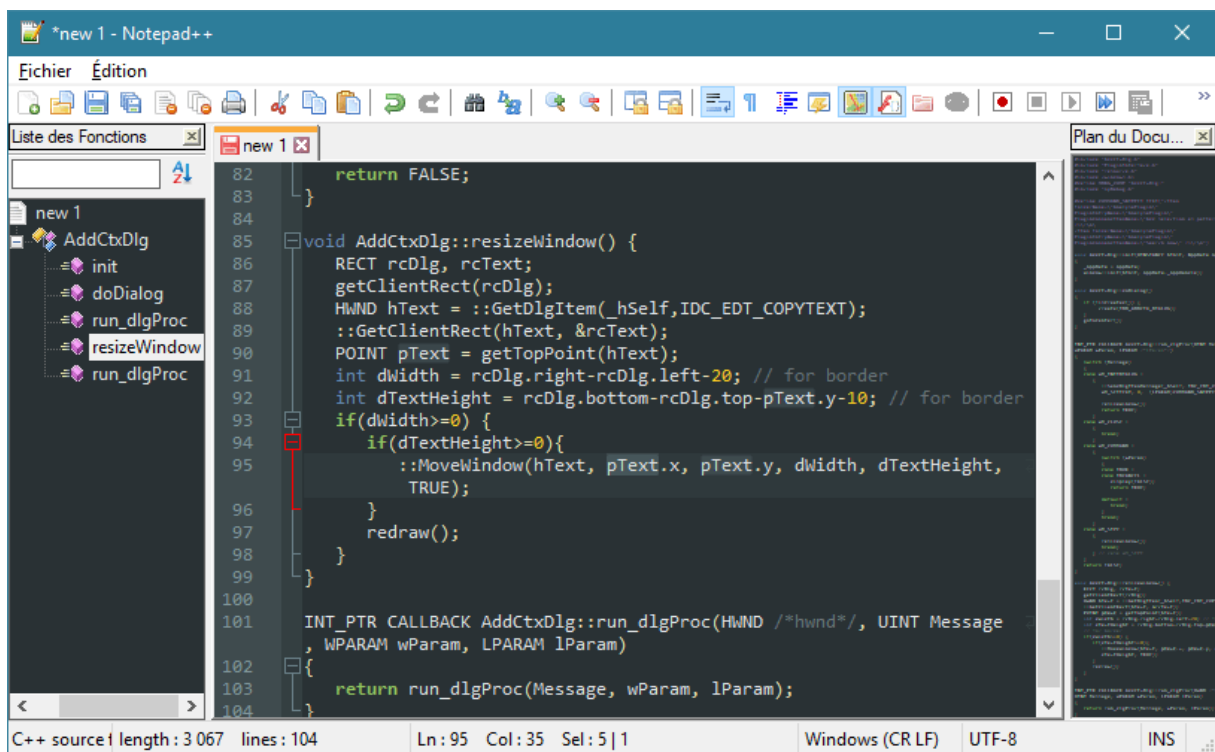 *new 1 - Notepad++
Fichier Édition
Liste des Fonctions
new 1
Plan du Docu...
new 1
AddCtxDlg
init
doDialog
run_dlgProc
resizeWindow
run_dlgProc
82 return FALSE;
83 }
84
85 void AddCtxDlg::resizeWindow() {
86 RECT rcDlg, rcText;
87 getClientRect(rcDlg);
88 HWND hText = ::GetDlgItem(_hSelf,IDC_EDT_COPYTEXT);
89 ::GetClientRect(hText, &rcText);
90 POINT pText = getTopPoint(hText);
91 int dWidth = rcDlg.right-rcDlg.left-20; // for border
92 int dTextHeight = rcDlg.bottom-rcDlg.top-pText.y-10; // for border
93 if(dWidth>=0) {
94 if(dTextHeight>=0){
95 ::MoveWindow(hText, pText.x, pText.y, dWidth, dTextHeight,
TRUE);
96 }
97 redraw();
98 }
99 }
100
101 INT_PTR CALLBACK AddCtxDlg::run_dlgProc(HWND /*hwnd*/, UINT Message
, WPARAM wParam, LPARAM lParam)
102 {
103 return run_dlgProc(Message, wParam, lParam);
104 }
C++ source f length : 3 067 lines : 104 Ln : 95 Col : 35 Sel : 5 | 1 Windows (CR LF) UTF-8 INS